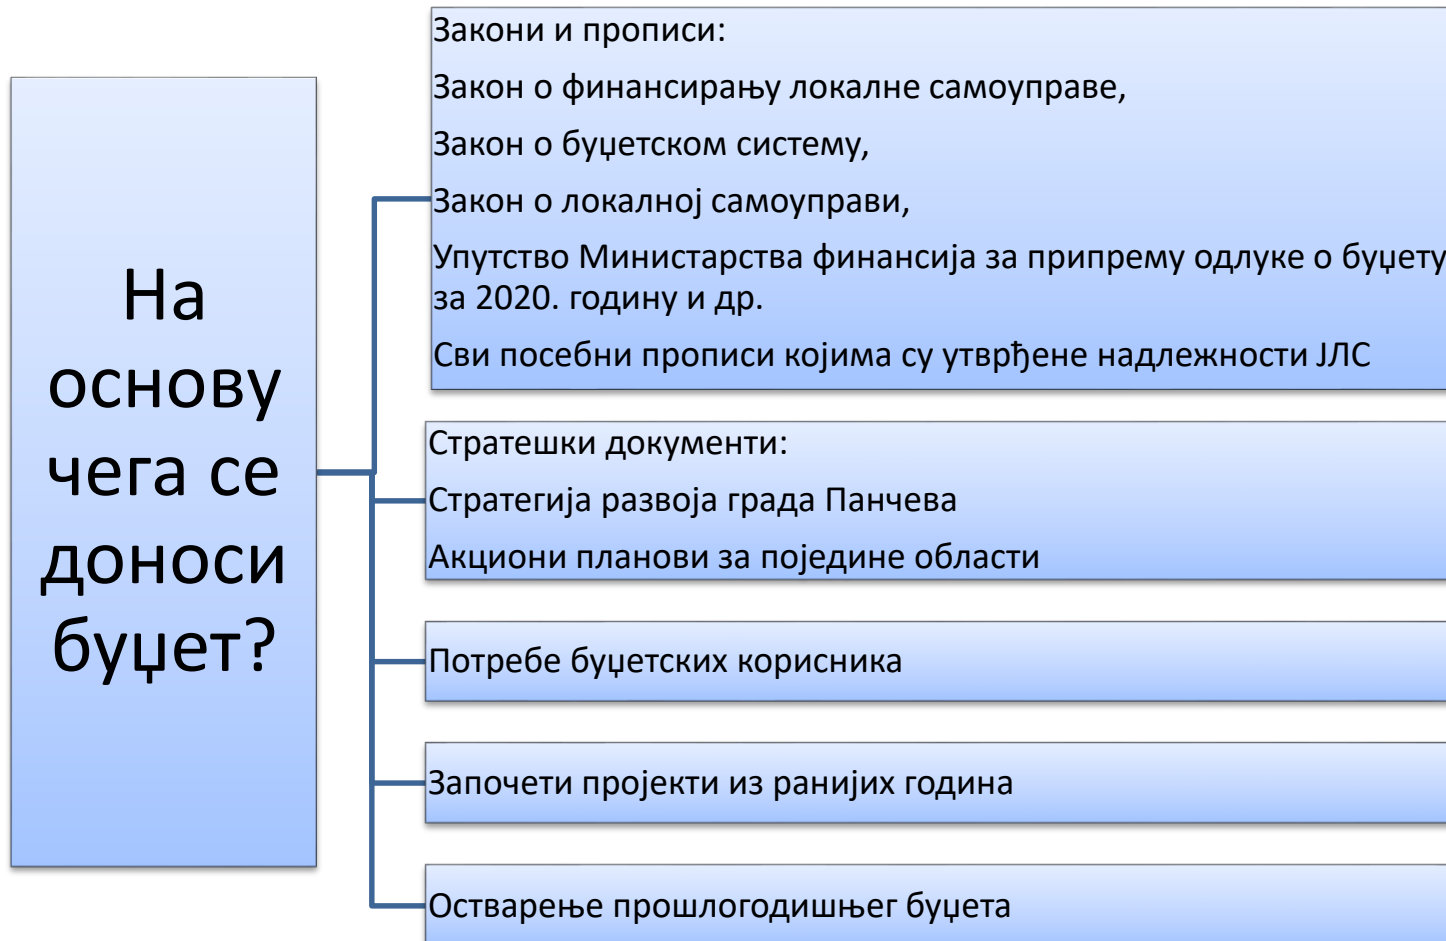 На
основу
чега се
доноси
буџет?
Закони и прописи:
Закон о финансирању локалне самоуправе,
Закон о буџетском систему,
Закон о локалној самоуправи,
Упутство Министарства финансија за припрему одлуке о буџету
за 2020. годину и др.
Сви посебни прописи којима су утврђене надлежности ЈЛС
Стратешки документи:
Стратегија развоја града Панчева
Акциони планови за поједине области
Потребе буџетских корисника
Започети пројекти из ранијих година
Остварење прошлогодишњег буџета